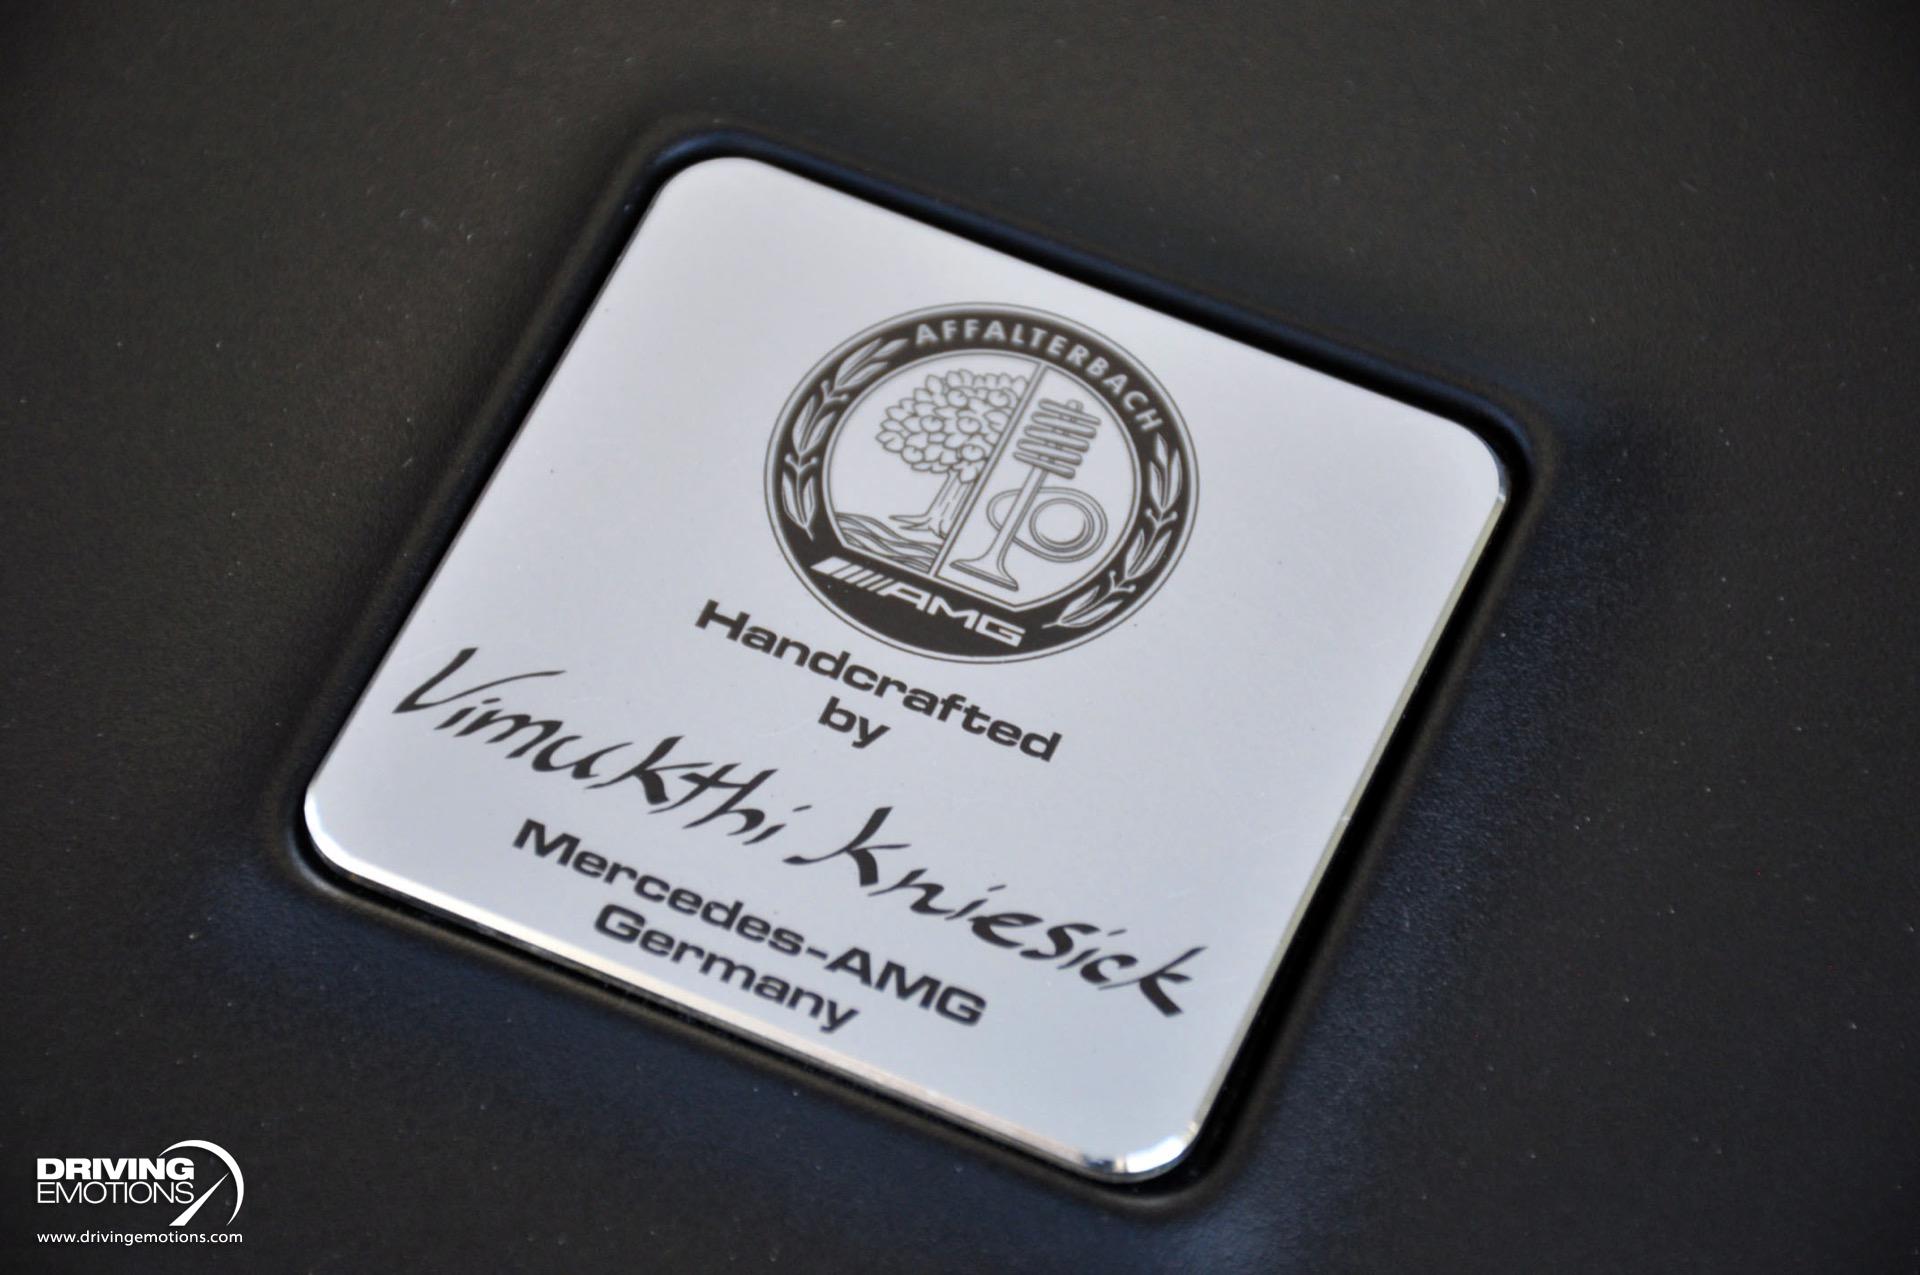 AFFALTERBACH
AMG
Handcrafted
by
Vimukthi Kniesick
Mercedes-AMG
Germany
DRIVING
EMOTIONS
www.drivingemotions.com